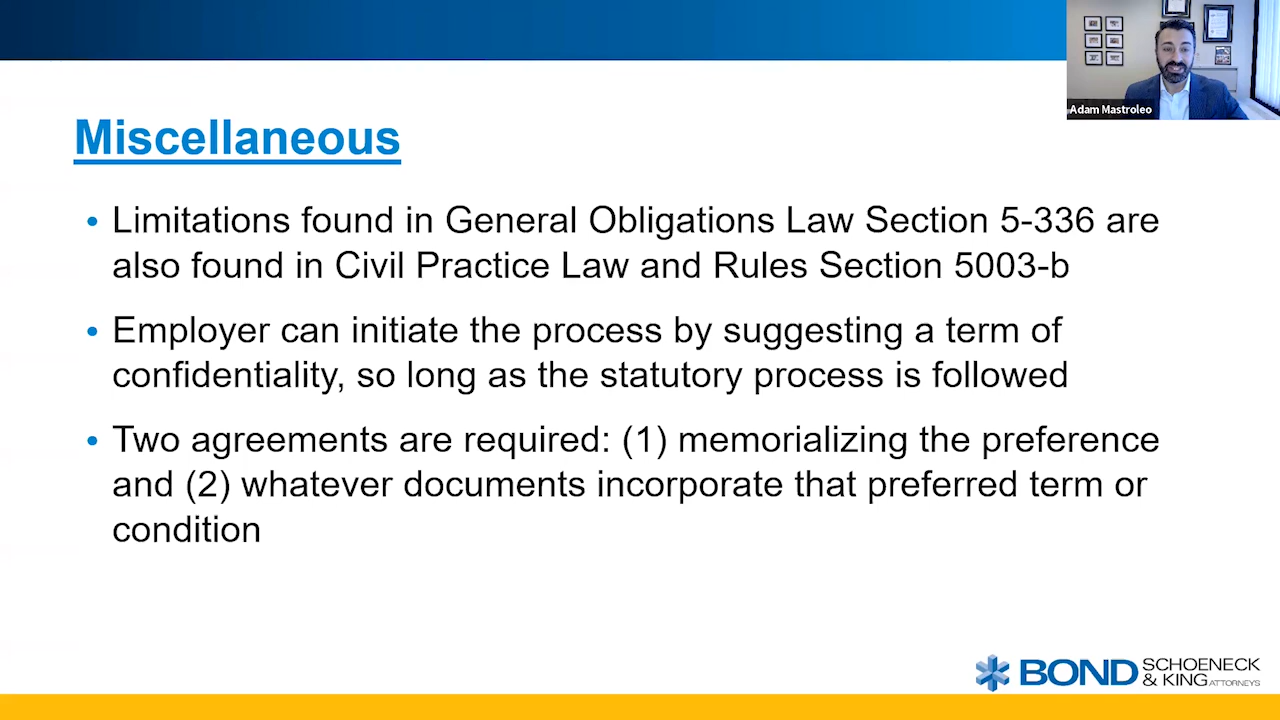 Adam Mastroleo
Miscellaneous
• Limitations found in General Obligations Law Section 5-336 are
also found in Civil Practice Law and Rules Section 5003-b
• Employer can initiate the process by suggesting a term of
confidentiality, so long as the statutory process is followed
• Two agreements are required: (1) memorializing the preference
and (2) whatever documents incorporate that preferred term or
condition
BOND SCHOENECK
& KING ATTORNEYS